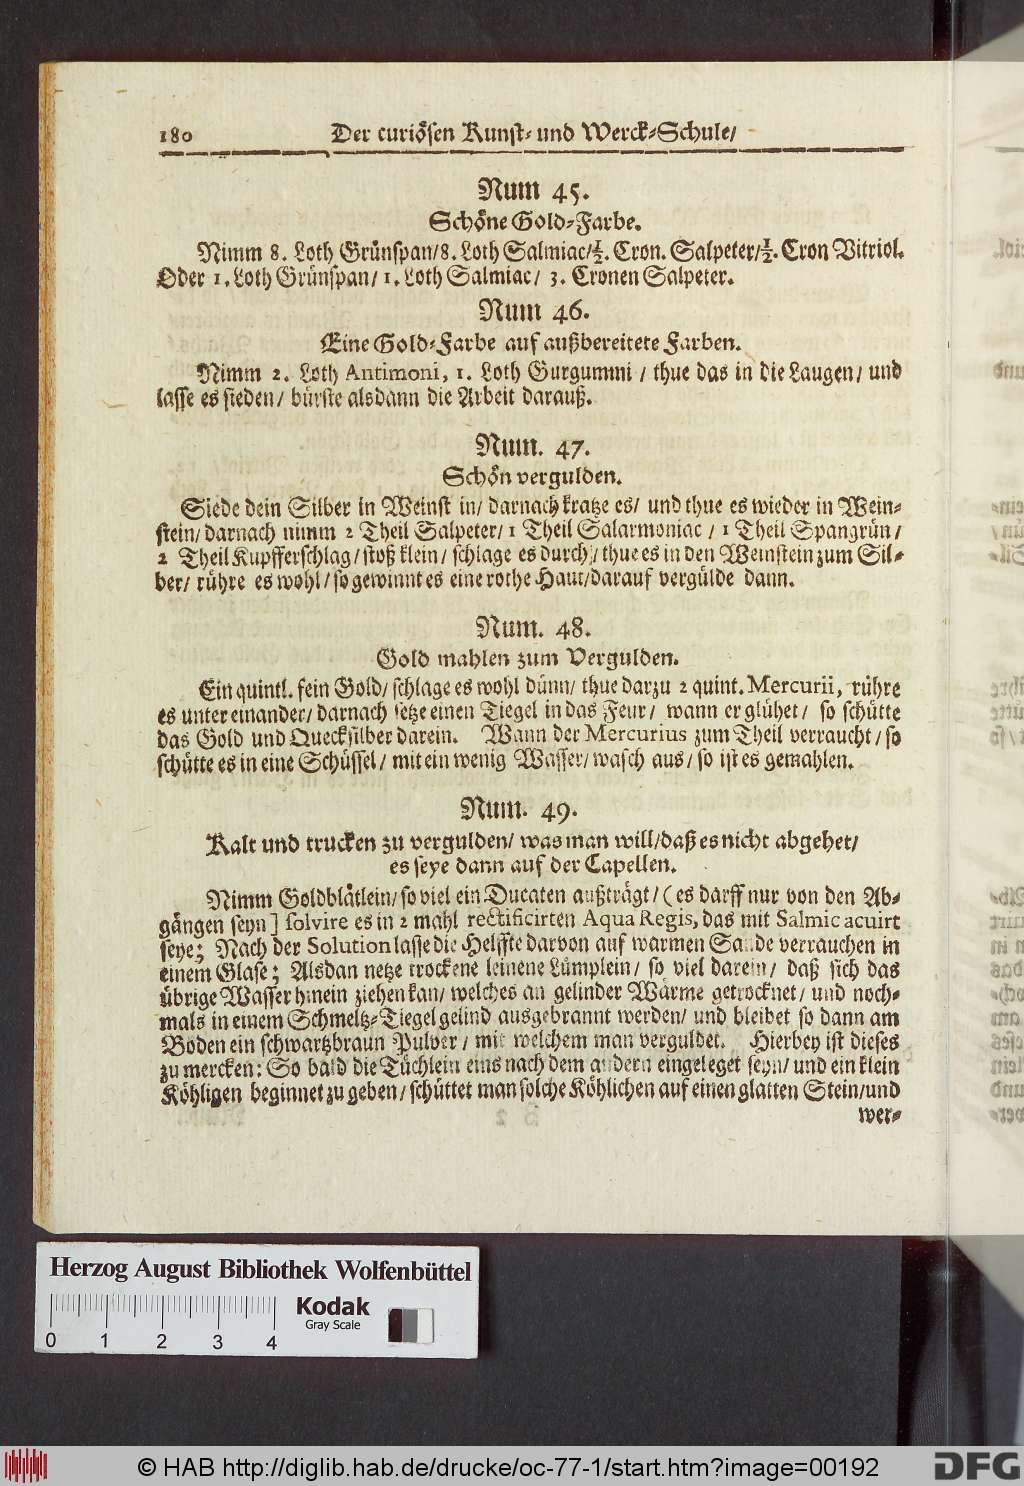 180 Der curiösen Kunst- und Werck-Schule/
Num 45.
Schöne Gold-Farbe.
Nimm 8. Loth Grünspan/8. Loth Salmiac/½. Cron. Salpeter/½. Cron Vitriol.
Oder 1. Loth Grünspan/ 1. Loth Salmiac/ 3. Cronen Salpeter.
Num 46.
Eine Gold-Farbe auf außbereitete Farben.
Nimm 2. Loth Antimoni, 1. Loth Gurgummi / thue das in die Laugen/ und
lasse es sieden/ bürste alsdann die Arbeit darauß.
Num. 47.
Schön vergulden.
Siede dein Silber in Weinst in/ darnach kratze es/ und thue es wieder in Wein-
stein/ darnach nimm 2 Theil Salpeter/ 1 Theil Salarmoniac / 1 Theil Spangrün /
2 Theil Kupfferschlag/ stoß klein/ schlage es durch/ thue es in den Weinstein zum Sil-
ber/ rühre es wohl/ so gewinnt es eine rothe Haut/darauf vergülde dann.
Num. 48.
Gold mahlen zum Vergulden.
Ein quintl. fein Gold/ schlage es wohl dünn/ thue darzu 2 quint. Mercurii, rühre
es unter einander/ darnach setze einen Tiegel in das Feur/ wann er glühet/ so schütte
das Gold und Quecksilber darein. Wann der Mercurius zum Theil verraucht/ so
schütte es in eine Schüssel/ mit ein wenig Wasser/ wasch aus/ so ist es gemahlen.
Num. 49.
Kalt und trucken zu vergulden/ was man will/daß es nicht abgehet/
es seye dann auf der Capellen.
Nimm Goldblätlein/ so viel ein Ducaten außträgt/ ( es darff nur von den Ab-
gängen seyn ] solvire es in 2 mahl rectificirten Aqua Regis, das mit Salmic acuirt
seye; Nach der Solution lasse die Helffte darvon auf warmen Sande verrauchen in
einem Glase; Alsdan netze trockene leinene Lümplein/ so viel darein/ daß sich das
übrige Wasser hinein ziehen kan/ welches an gelinder Wärme getrocknet/ und noch-
mals in einem Schmeltz-Tiegel gelind ausgebrannt werden/ und bleibet so dann am
Boden ein schwartzbraun Pulver / mit welchem man verguldet. Hierbey ist dieses
zu mercken: So bald die Tüchlein eins nach dem andern eingeleget seyn/ und ein klein
Köhligen beginnet zu geben/ schüttet man solche Köhlichen auf einen glatten Stein/und
wer-
Herzog August Bibliothek Wolfenbüttel
Kodak
Gray Scale
0 1 2 3 4
© HAB http://diglib.hab.de/drucke/oc-77-1/start.htm?image=00192
DFG